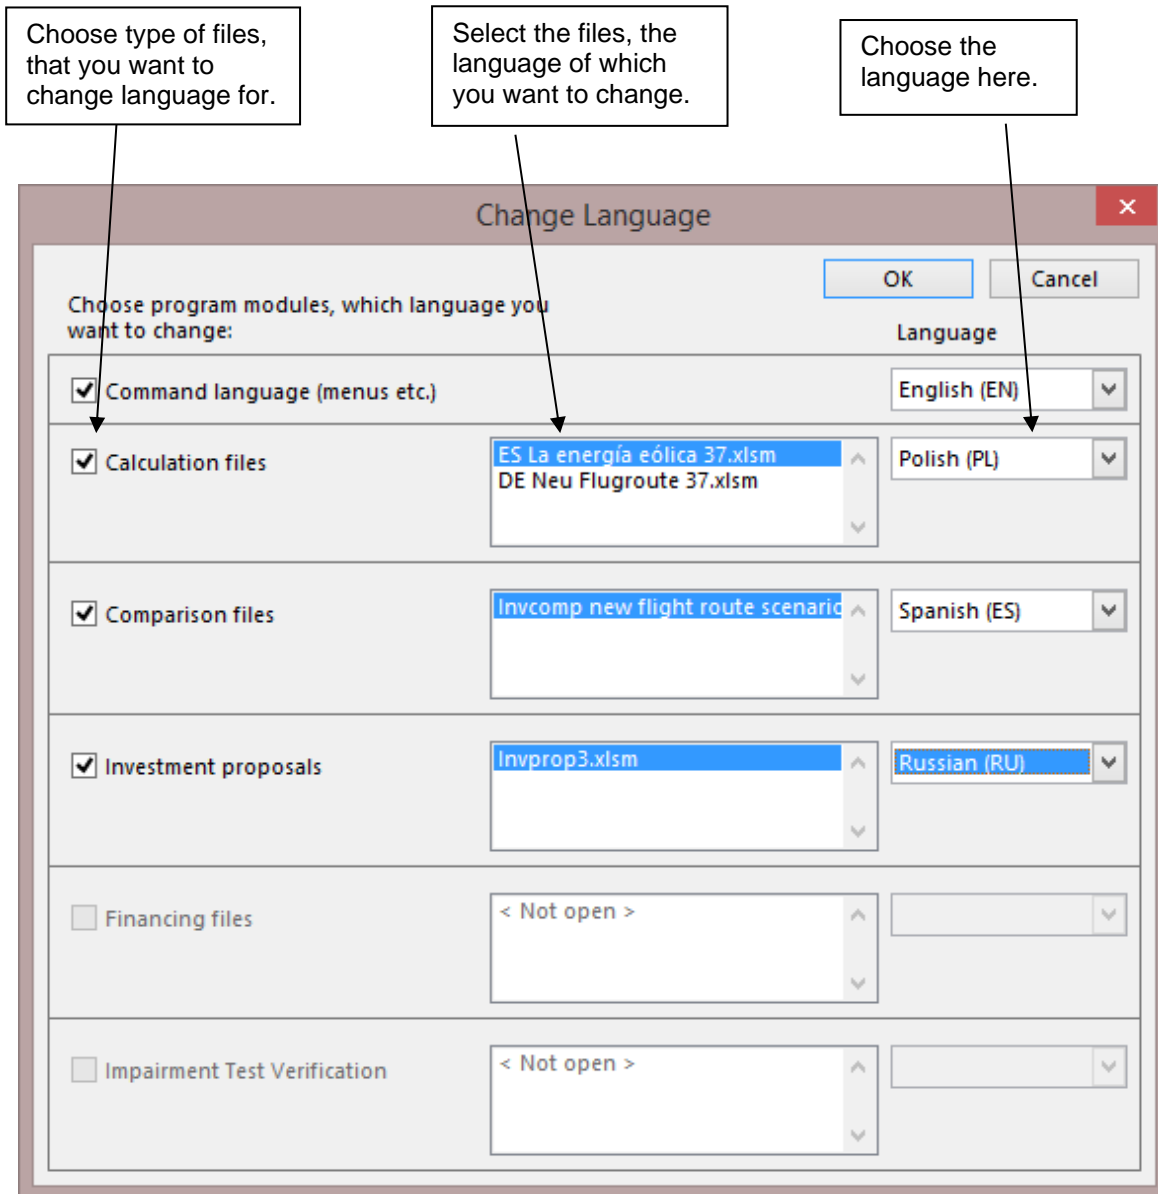 Choose type of files,
that you want to
change language for.
Select the files, the
language of which
you want to change.
Choose the
language here.
Change Language
OK
Cancel
Choose program modules, which language you
want to change:
Language
Command language (menus etc.)
English (EN)
Calculation files
ES La energía eólica 37.xlsm
DE Neu Flugroute 37.xlsm
Polish (PL)
Comparison files
Invcomp new flight route scenario
Spanish (ES)
Investment proposals
Invprop3.xlsm
Russian (RU)
Financing files
< Not open >
Impairment Test Verification
< Not open >